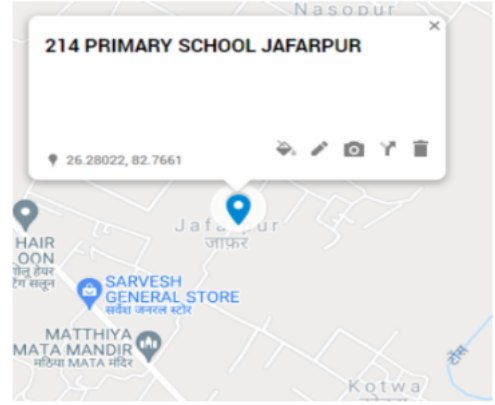 Nasopur
214 PRIMARY SCHOOL JAFARPUR
26.28022, 82.7661
जाफ़र
HAIR
OON
SARVESH
GENERAL STORE
सर्वेश जनरल स्टोर
MATTHIYA
MATA MANDIR
मठिया MATA मंदिर
Kotwa
टोंस